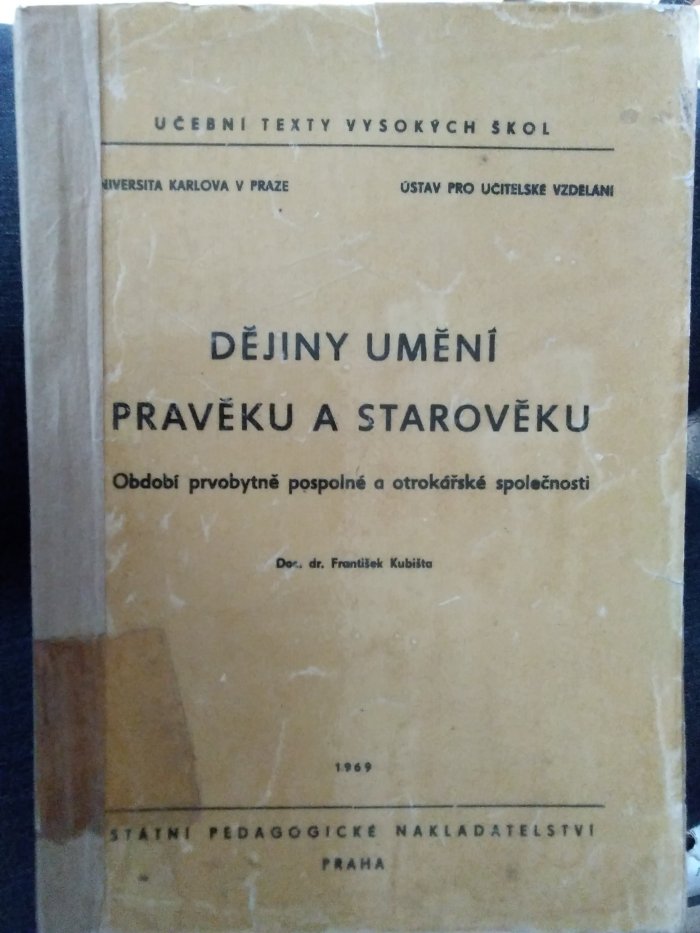 UČEBNÍ TEXTY VYSOKÝCH ŠKOL
NIVERSITA KARLOVA V PRAZE ÚSTAV PRO UČITELSKÉ VZDĚLÁNÍ
DĚJINY UMĚNÍ
PRAVĚKU A STAROVĚKU
Období prvobytně pospolné a otrokářské společnosti
Doc. dr. František Kubišta
1969
STÁTNÍ PEDAGOGICKÉ NAKLADATELSTVÍ
PRAHA